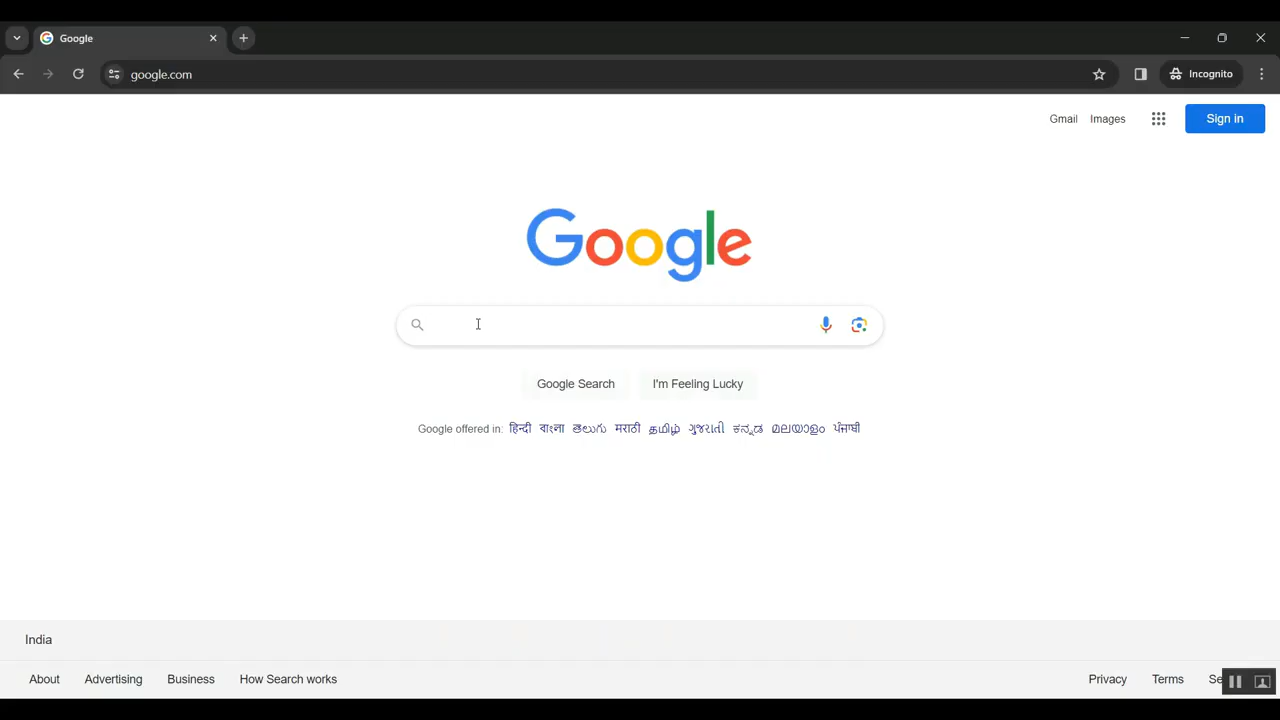 Google
google.com
Incognito
Gmail Images Sign in
Google
Google Search I'm Feeling Lucky
Google offered in: हिन्दी বাংলা తెలుగు मराठी தமிழ் ગુજરાતી ಕನ್ನಡ മലയാളം ਪੰਜਾਬੀ
India
About Advertising Business How Search works Privacy Terms Se